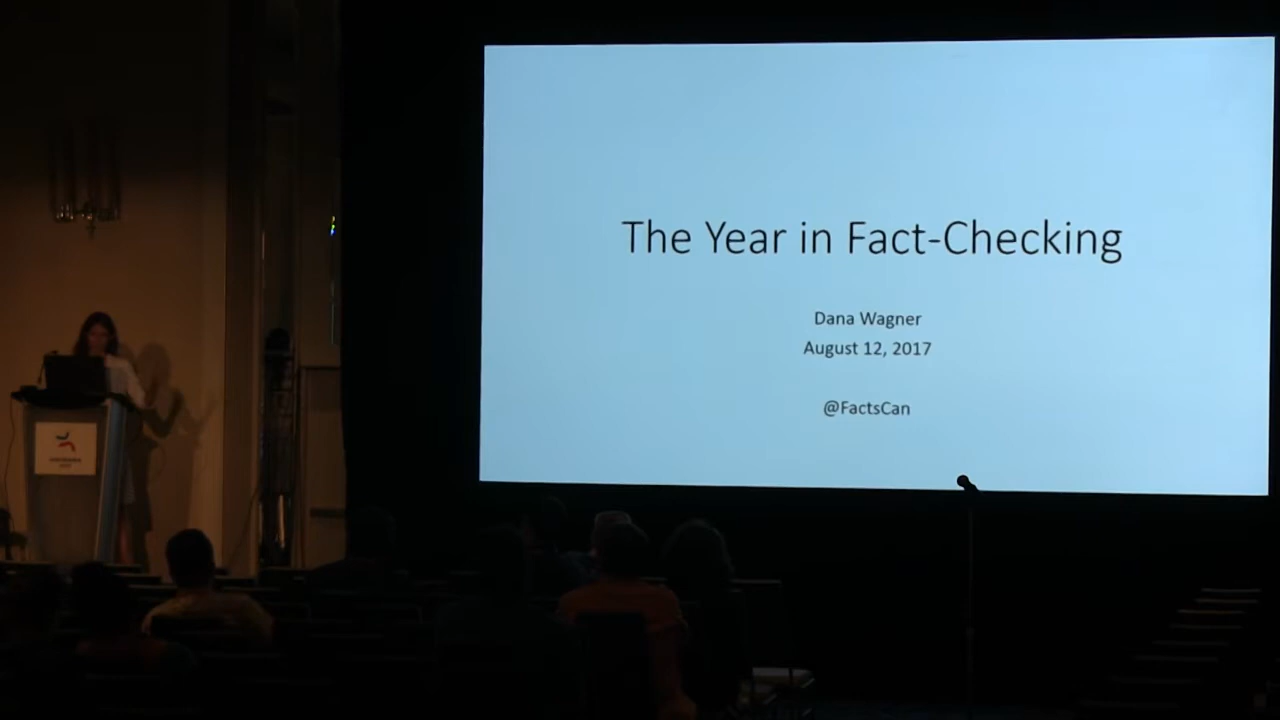 The Year in Fact-Checking
Dana Wagner
August 12, 2017
@FactsCan